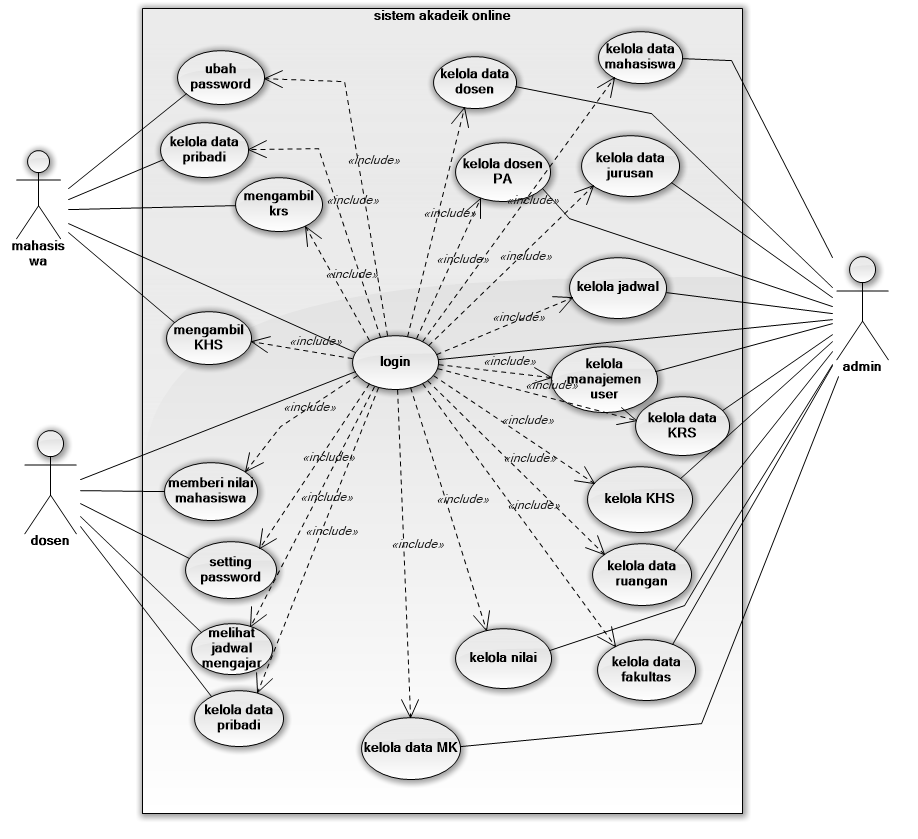 sistem akadeik online
ubah
password
kelola data
dosen
kelola data
mahasiswa
kelola data
pribadi
«include»
kelola dosen
PA
kelola data
jurusan
mengambil
krs
«include»
«include»
«include»
mahasis
wa
«include»
«include»
«include»
kelola jadwal
mengambil
KHS
«include»
«include»
login
«include»
kelola
manajemen
user
«include»
admin
«include»
«include»
kelola data
KRS
memberi nilai
mahasiswa
«include»
«include»
«include»
«include»
kelola KHS
dosen
«include»
«include»
«include»
setting
password
kelola data
ruangan
melihat
jadwal
mengajar
kelola nilai
kelola data
fakultas
kelola data
pribadi
kelola data MK